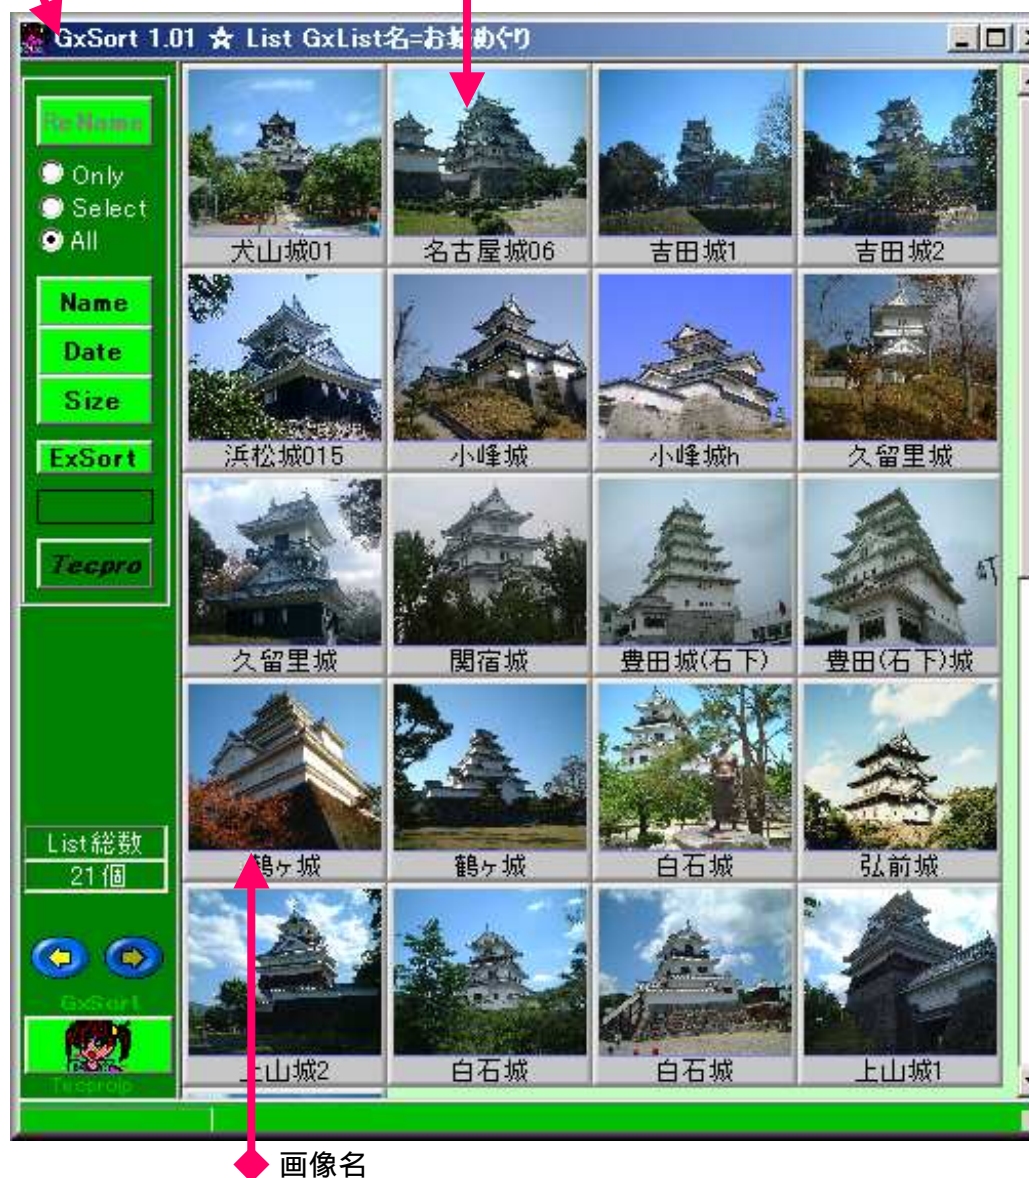 GxSort 1.01 ☆ List GxList名=お城めぐり
ReName
Only
Select
All
Name
Date
Size
ExSort
Tecpro
List総数
21個
GxSort
Tecprojp
犬山城01
名古屋城06
吉田城1
吉田城2
浜松城015
小峰城
小峰城h
久留里城
久留里城
関宿城
豊田城(石下)
豊田(石下)城
鶴ヶ城
鶴ヶ城
白石城
弘前城
上山城2
白石城
白石城
上山城1
画像名